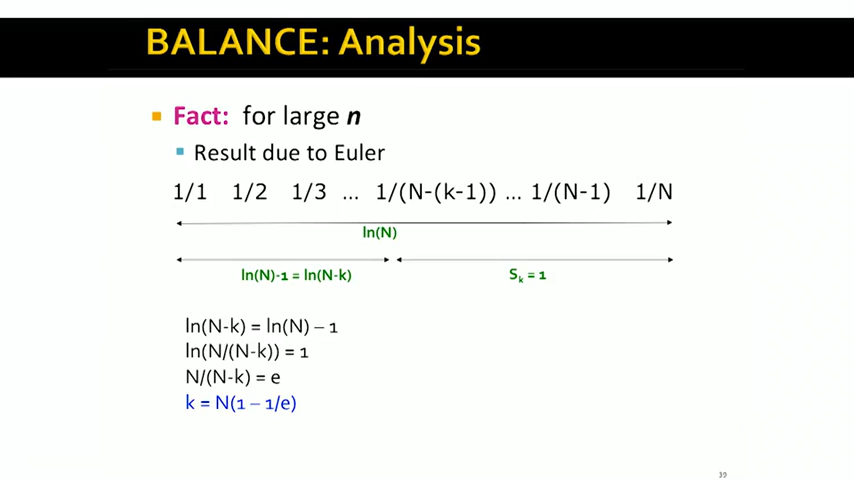 BALANCE: Analysis
Fact: for large n
Result due to Euler
1/1 1/2 1/3 ... 1/(N-(k-1)) ... 1/(N-1) 1/N
ln(N)
ln(N)-1 = ln(N-k) Sk = 1
ln(N-k) = ln(N) – 1
ln(N/(N-k)) = 1
N/(N-k) = e
k = N(1 – 1/e)
39